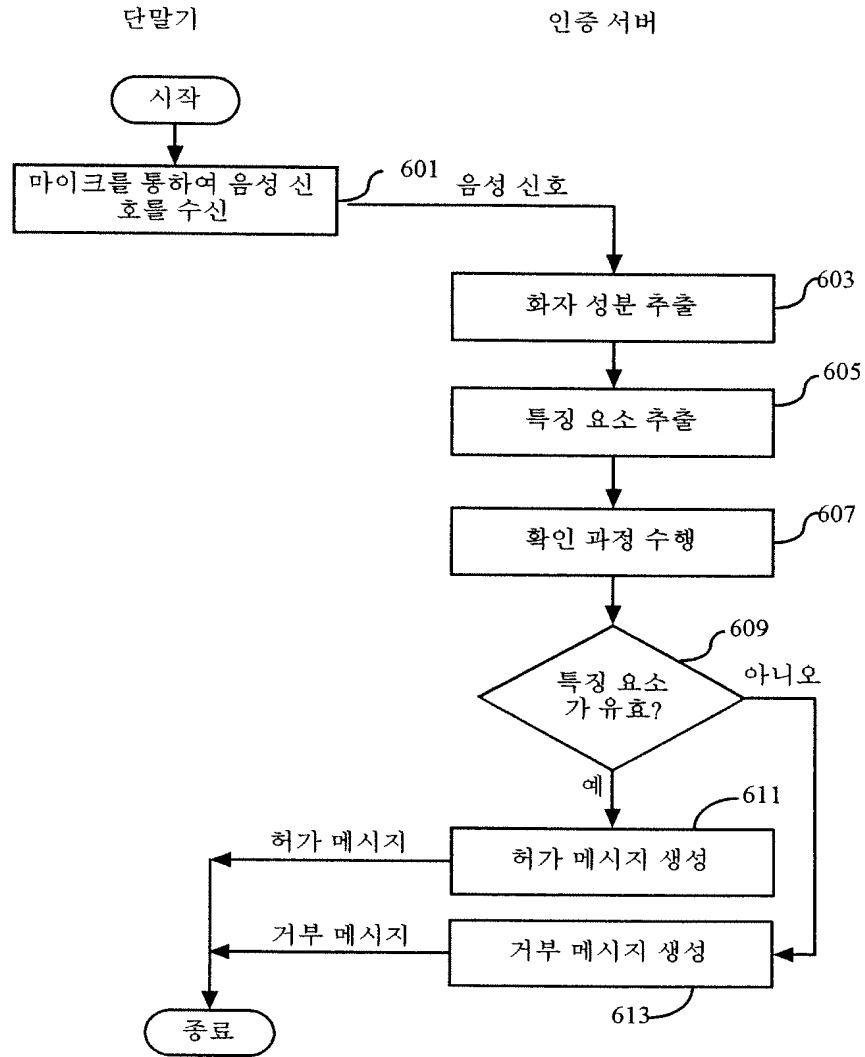 단말기
인증 서버
시작
마이크를 통하여 음성 신
호를 수신
601
음성 신호
603
화자 성분 추출
605
특징 요소 추출
607
확인 과정 수행
609
특징 요소
가 유효?
아니오
예
611
허가 메시지
허가 메시지 생성
거부 메시지
거부 메시지 생성
613
종료